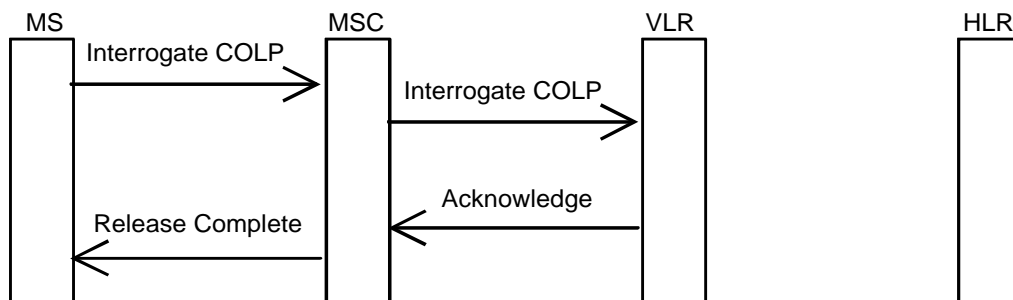 MS MSC VLR HLR
Interrogate COLP
Interrogate COLP
Acknowledge
Release Complete